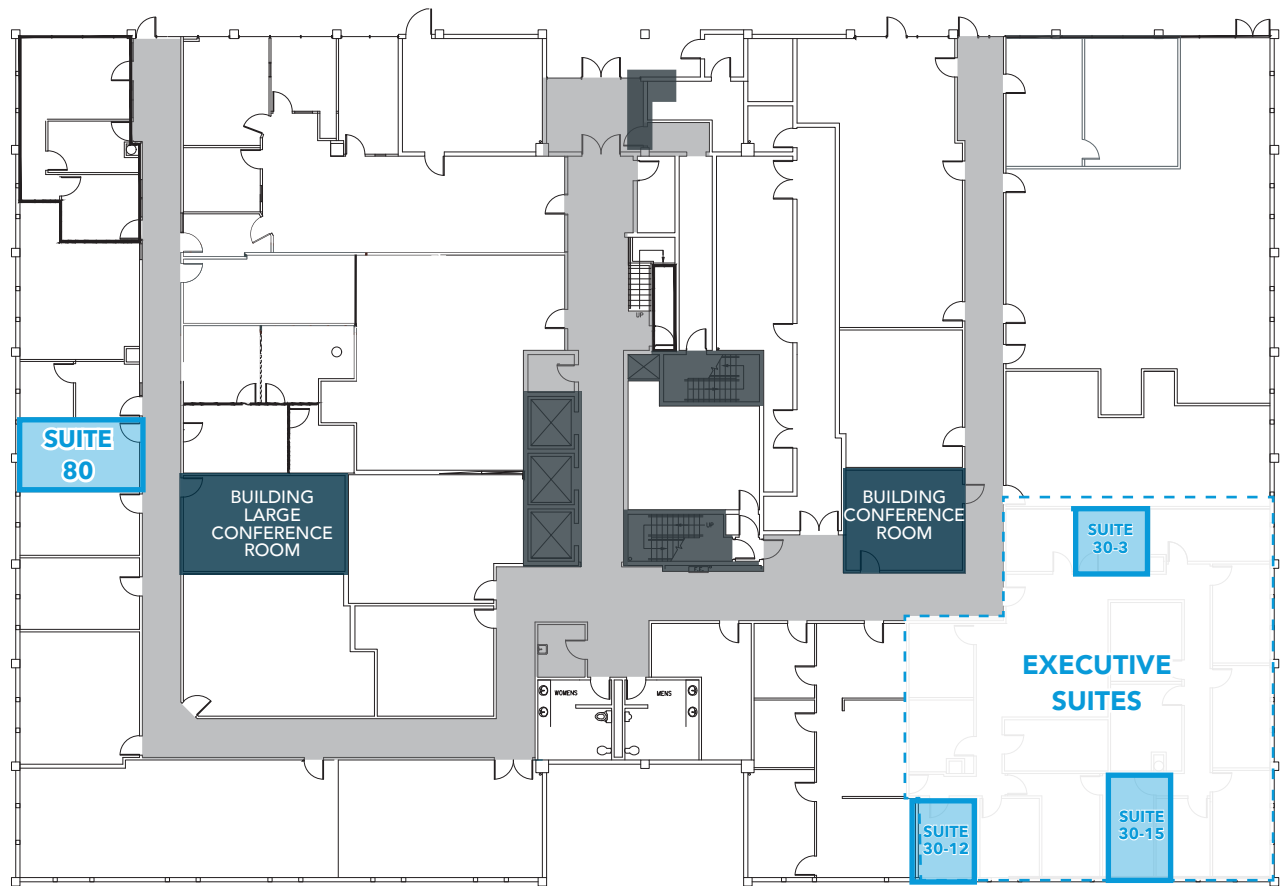 UP
SUITE
80
BUILDING
LARGE
CONFERENCE
ROOM
BUILDING
CONFERENCE
ROOM
UP
SUITE
30-3
EXECUTIVE
SUITES
WOMENS
MENS
SUITE
30-12
SUITE
30-15